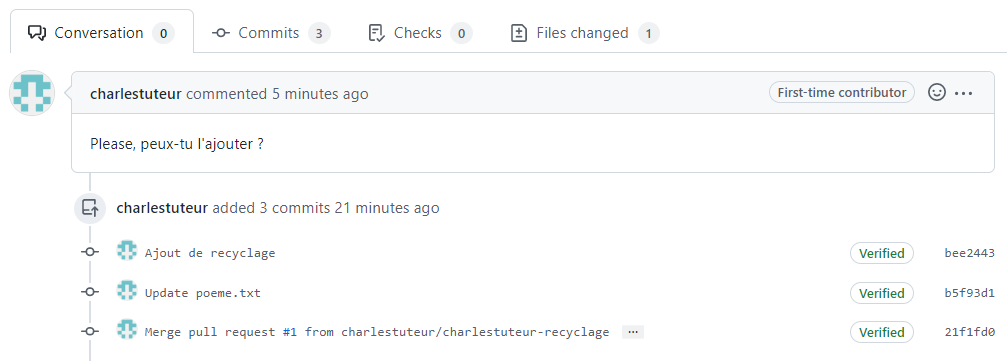 Conversation 0 Commits 3 Checks 0 Files changed 1
charlestuteur commented 5 minutes ago First-time contributor
Please, peux-tu l'ajouter ?
charlestuteur added 3 commits 21 minutes ago
Ajout de recyclage Verified bee2443
Update poeme.txt Verified b5f93d1
Merge pull request #1 from charlestuteur/charlestuteur-recyclage ... Verified 21f1fd0